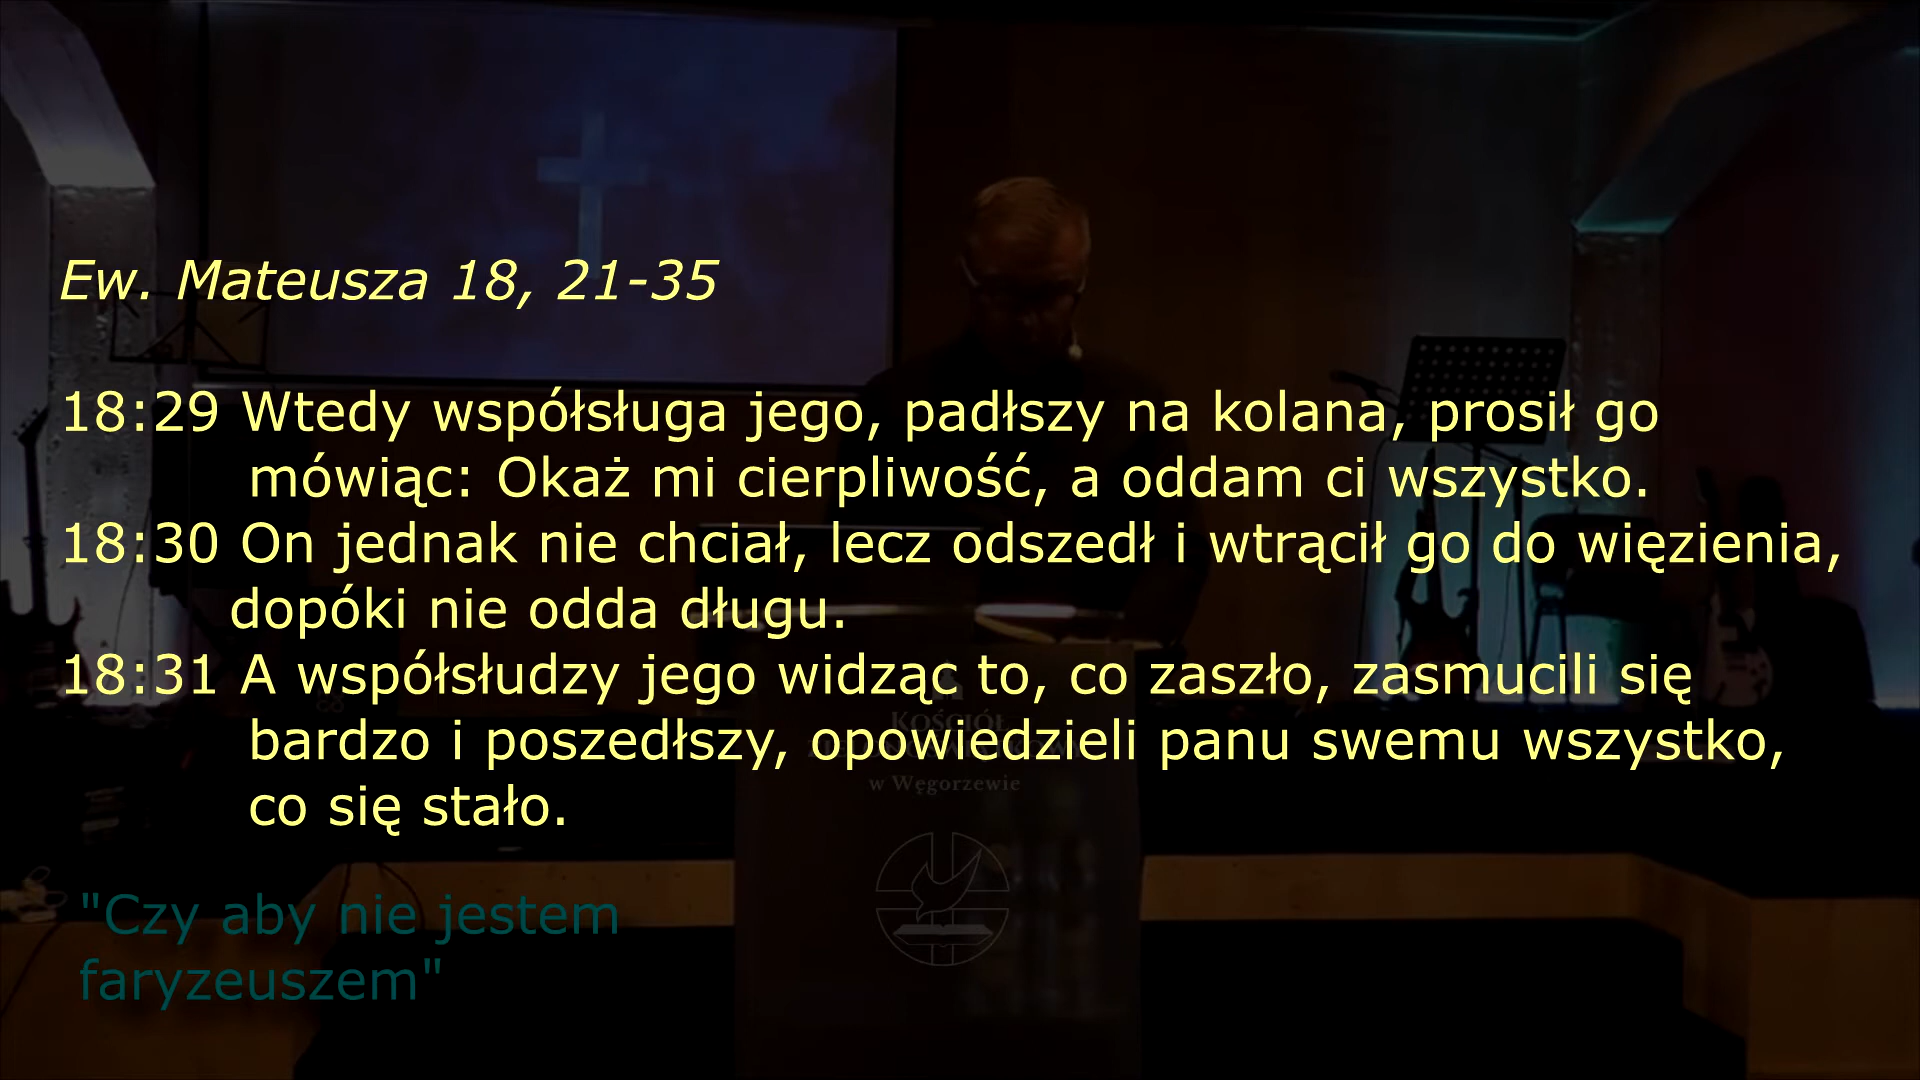 Ew. Mateusza 18, 21-35
18:29 Wtedy współsługa jego, padłszy na kolana, prosił go
mówiąc: Okaż mi cierpliwość, a oddam ci wszystko.
18:30 On jednak nie chciał, lecz odszedł i wtrącił go do więzienia,
dopóki nie odda długu.
18:31 A współsłudzy jego widząc to, co zaszło, zasmucili się
bardzo i poszedłszy, opowiedzieli panu swemu wszystko,
co się stało.
KOŚCIÓŁ
w Węgorzewie
"Czy aby nie jestem
faryzeuszem"